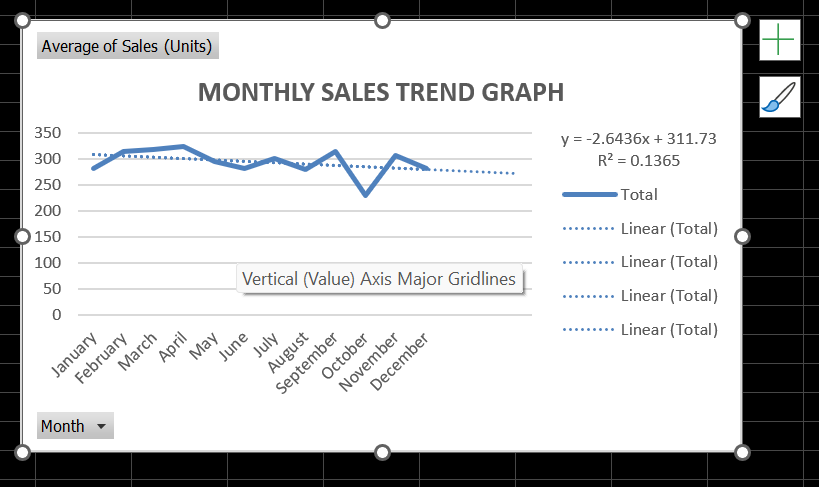 Average of Sales (Units)
MONTHLY SALES TREND GRAPH
350
300
250
200
150
100
50
0
y = -2.6436x + 311.73
R² = 0.1365
Total
Linear (Total)
Linear (Total)
Linear (Total)
Linear (Total)
Vertical (Value) Axis Major Gridlines
January
February
March
April
May
June
July
August
September
October
November
December
Month